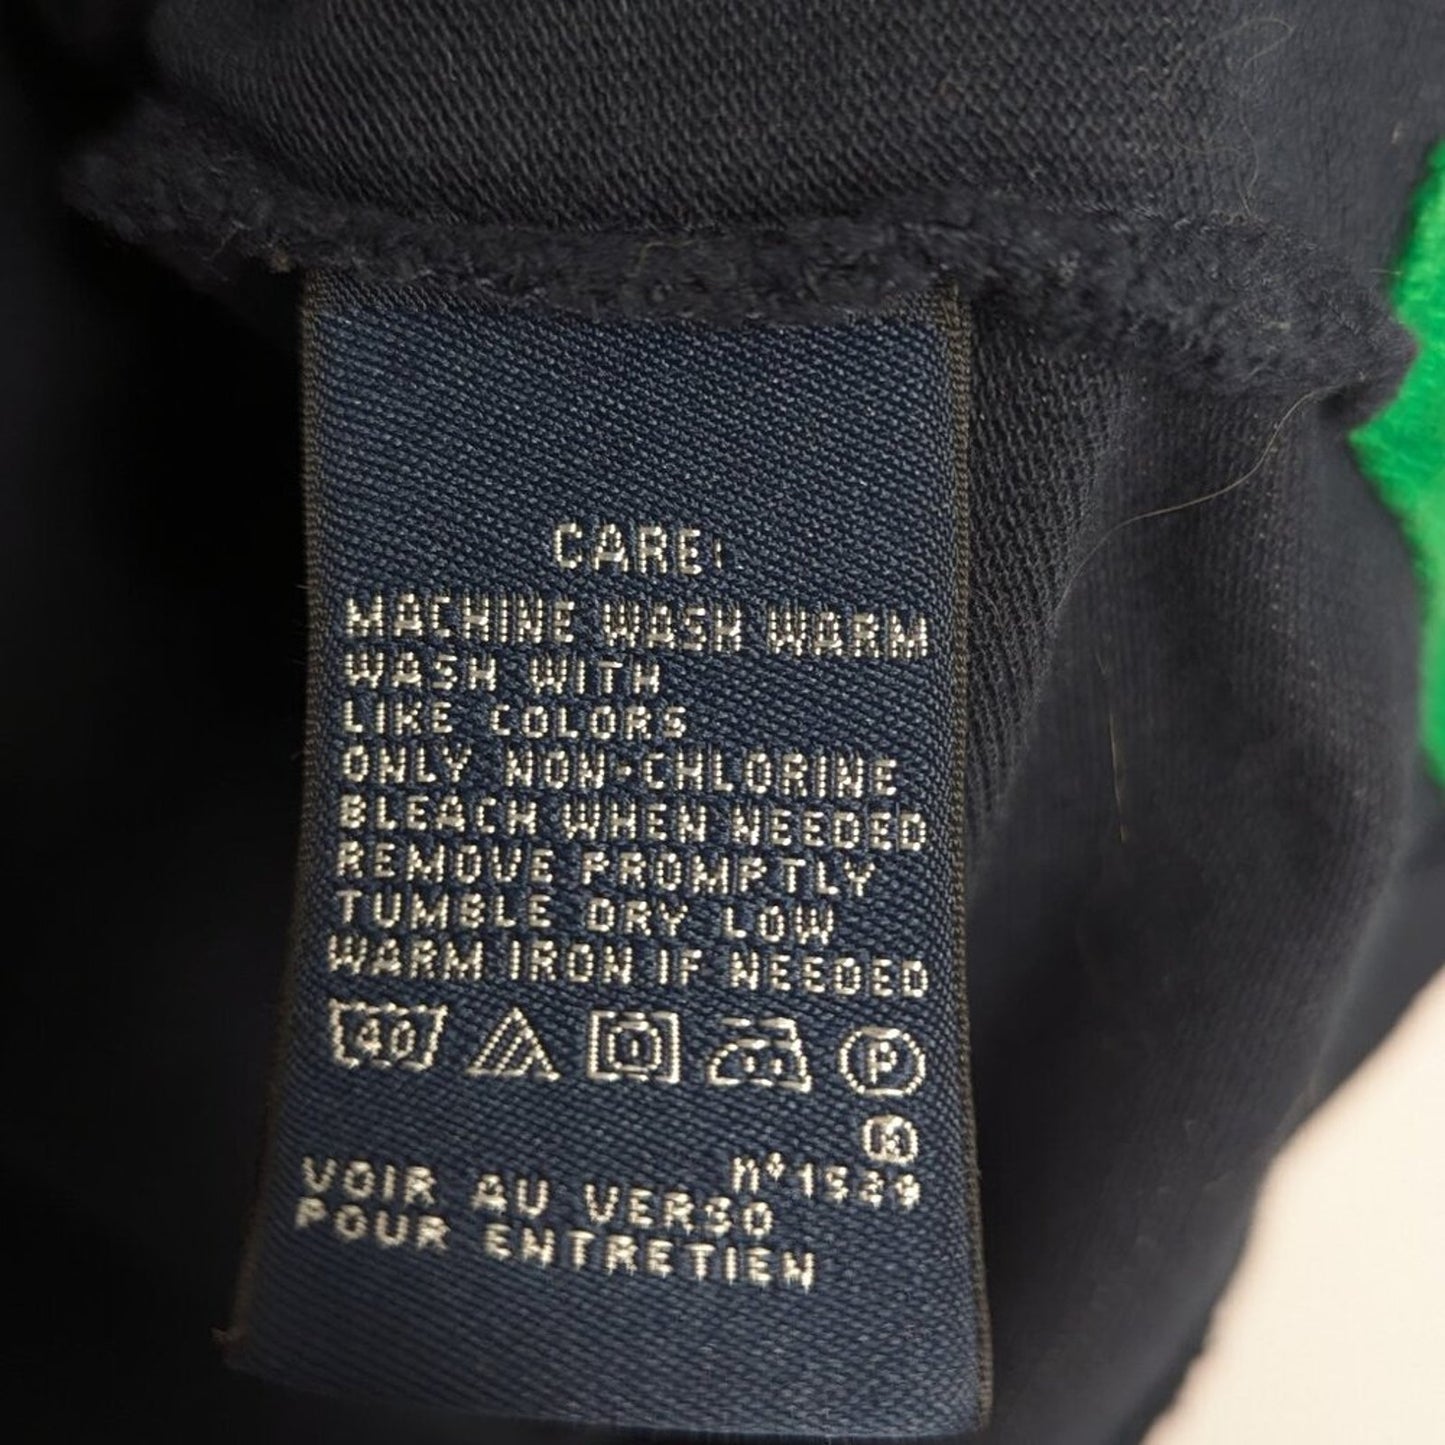 CARE:
MACHINE WASH WARM
WASH WITH
LIKE COLORS
ONLY NON-CHLORINE
BLEACH WHEN NEEDED
REMOVE PROMPTLY
TUMBLE DRY LOW
WARM IRON IF NEEDED
40 P
K
nº1529
VOIR AU VERSO
POUR ENTRETIEN